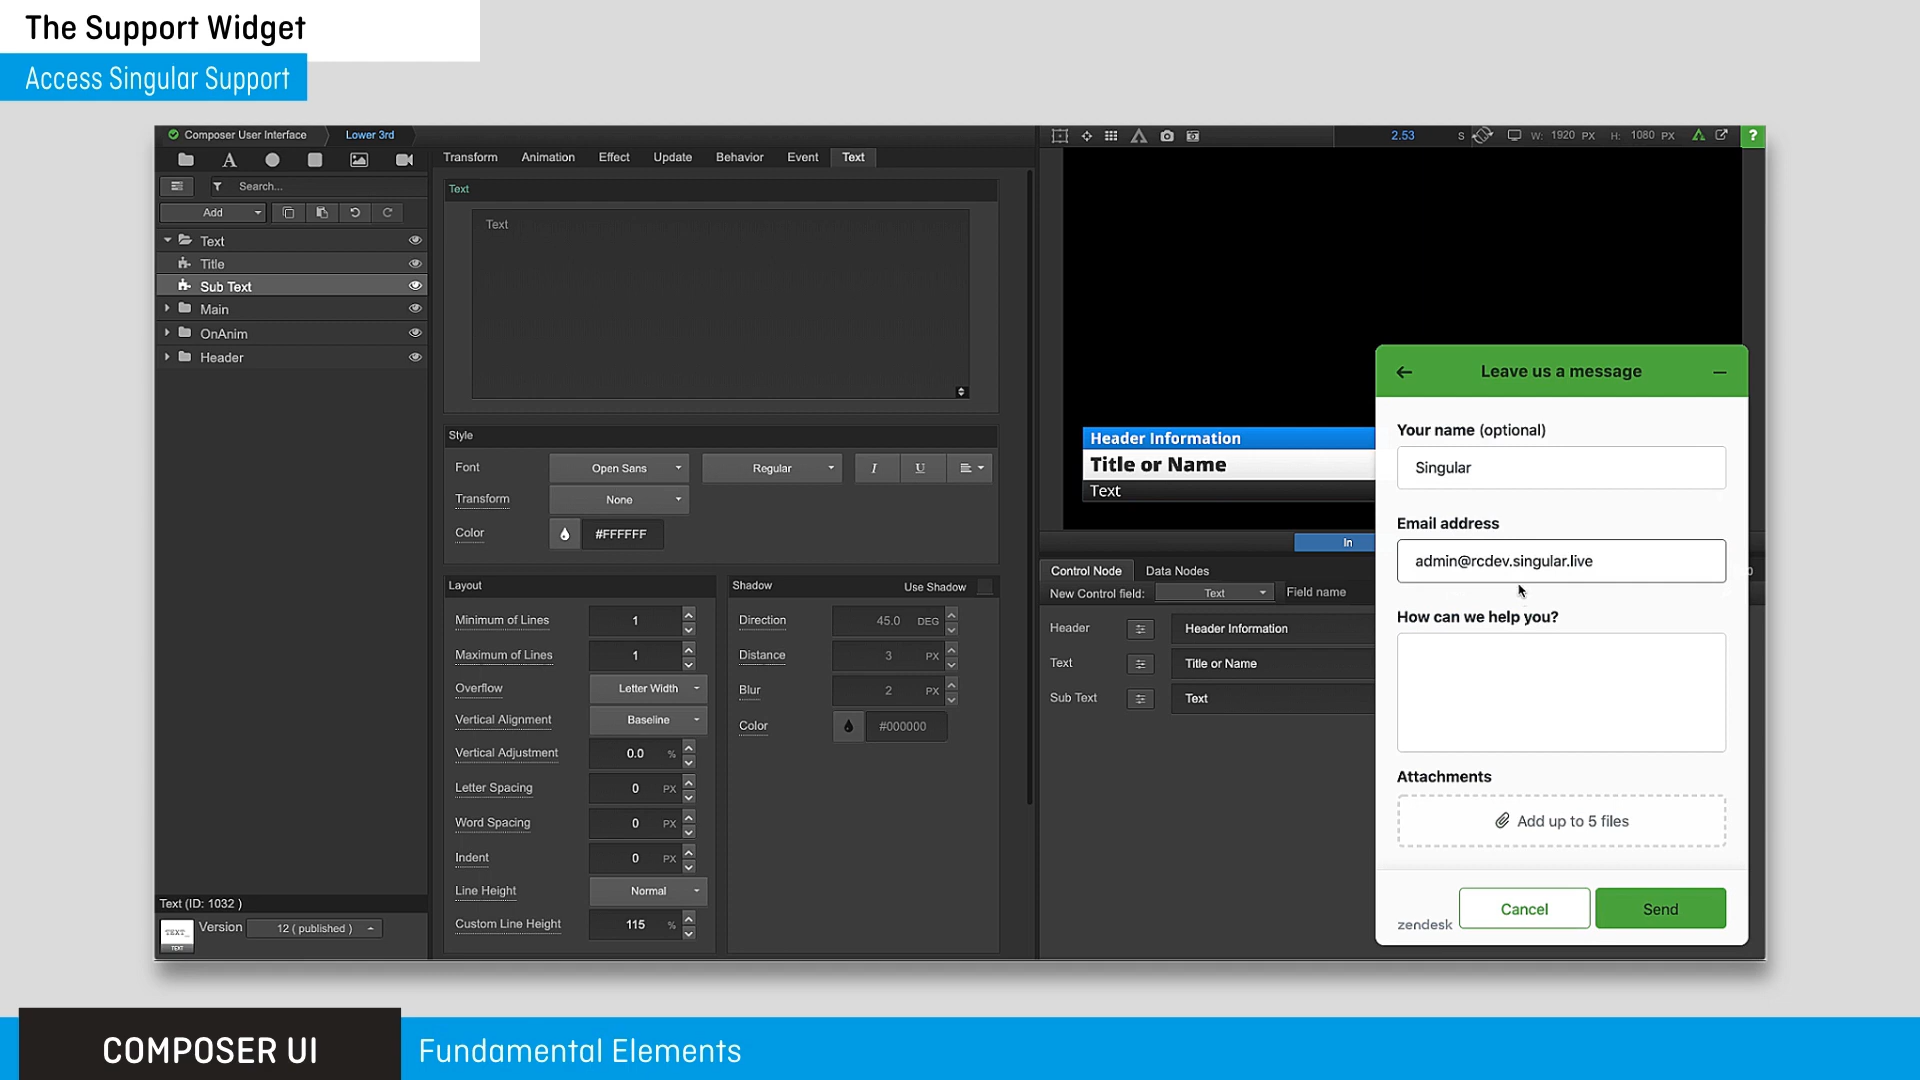 The Support Widget
Access Singular Support
Composer User Interface
Lower 3rd
2.53
S
W: 1920 PX
H: 1080 PX
?
A
Transform
Animation
Effect
Update
Behavior
Event
Text
Search...
Add
Text
Title
Sub Text
Main
OnAnim
Header
Text
Text
Style
Font
Open Sans
Regular
I
U
Transform
None
Color
#FFFFFF
Layout
Minimum of Lines
1
Maximum of Lines
1
Overflow
Letter Width
Vertical Alignment
Baseline
Vertical Adjustment
0.0 %
Letter Spacing
0 PX
Word Spacing
0 PX
Indent
0 PX
Line Height
Normal
Custom Line Height
115 %
Shadow
Use Shadow
Direction
45.0 DEG
Distance
3 PX
Blur
2 PX
Color
#000000
Text (ID: 1032 )
TEXT_
TEXT
Version
12 ( published )
Header Information
Title or Name
Text
In
Control Node
Data Nodes
New Control field:
Text
Field name
Header
Header Information
Text
Title or Name
Sub Text
Text
Leave us a message
Your name (optional)
Singular
Email address
admin@rcdev.singular.live
How can we help you?
Attachments
Add up to 5 files
zendesk
Cancel
Send
COMPOSER UI
Fundamental Elements